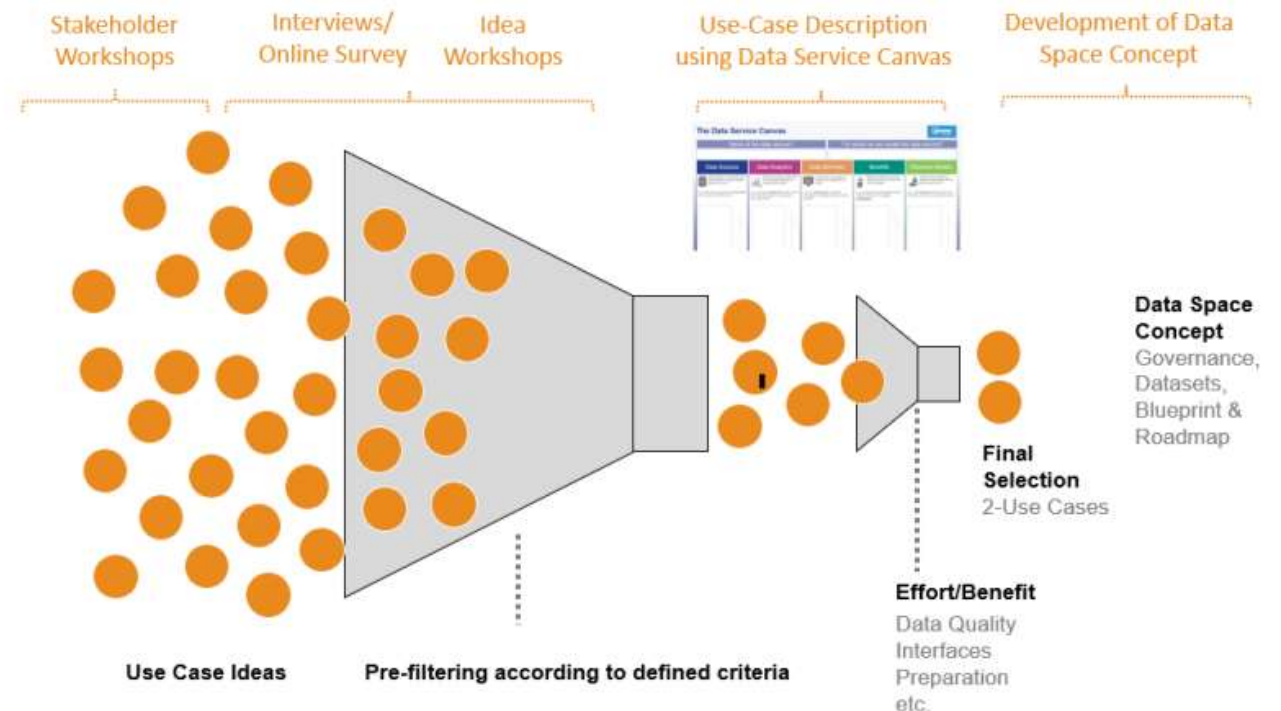 Stakeholder
Workshops
Interviews/
Online Survey
Idea
Workshops
Use-Case Description
using Data Service Canvas
Development of Data
Space Concept
The Data Service Canvas
Data Space
Concept
Governance,
Datasets,
Blueprint &
Roadmap
Final
Selection
2-Use Cases
Effort/Benefit
Data Quality
Interfaces
Preparation
etc.
Use Case Ideas
Pre-filtering according to defined criteria